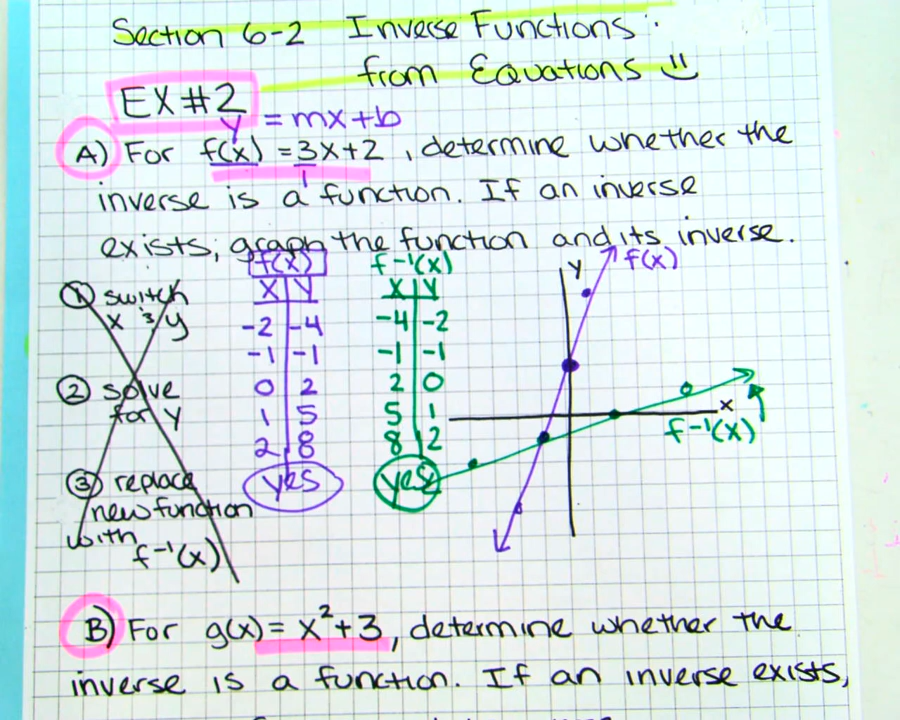 Section 6-2 Inverse Functions
from Equations
EX #2
y = mx+b
A) For f(x) = 3x+2, determine whether the
1
inverse is a function. If an inverse
exists, graph the function and its inverse.
① switch
x & y
② solve
for y
③ replace
new function
with f⁻¹(x)
f(x)
x | y
-2 | -4
-1 | -1
0 | 2
1 | 5
2 | 8
yes
f⁻¹(x)
x | y
-4 | -2
-1 | -1
2 | 0
5 | 1
8 | 2
yes
y
f(x)
x
f⁻¹(x)
B) For g(x) = x²+3, determine whether the
inverse is a function. If an inverse exists,